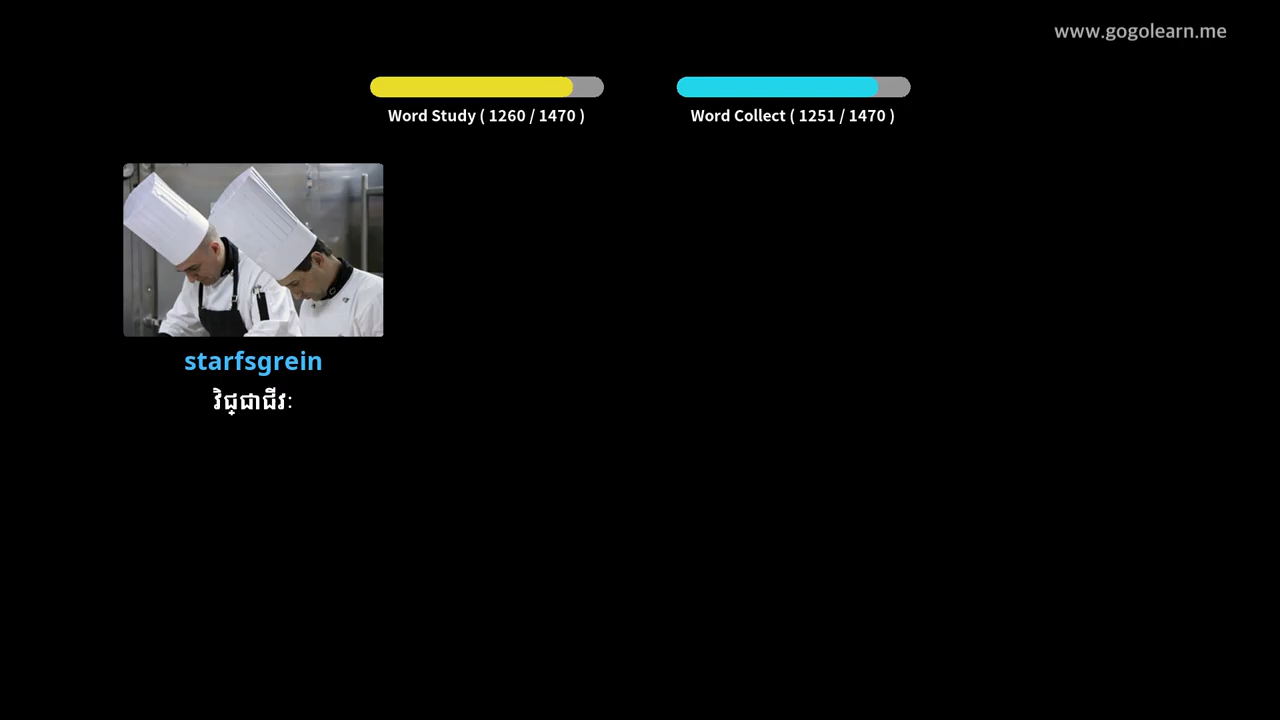 www.gogolearn.me
Word Study ( 1260 / 1470 )
Word Collect ( 1251 / 1470 )
starfsgrein
វិជ្ជាជីវៈ